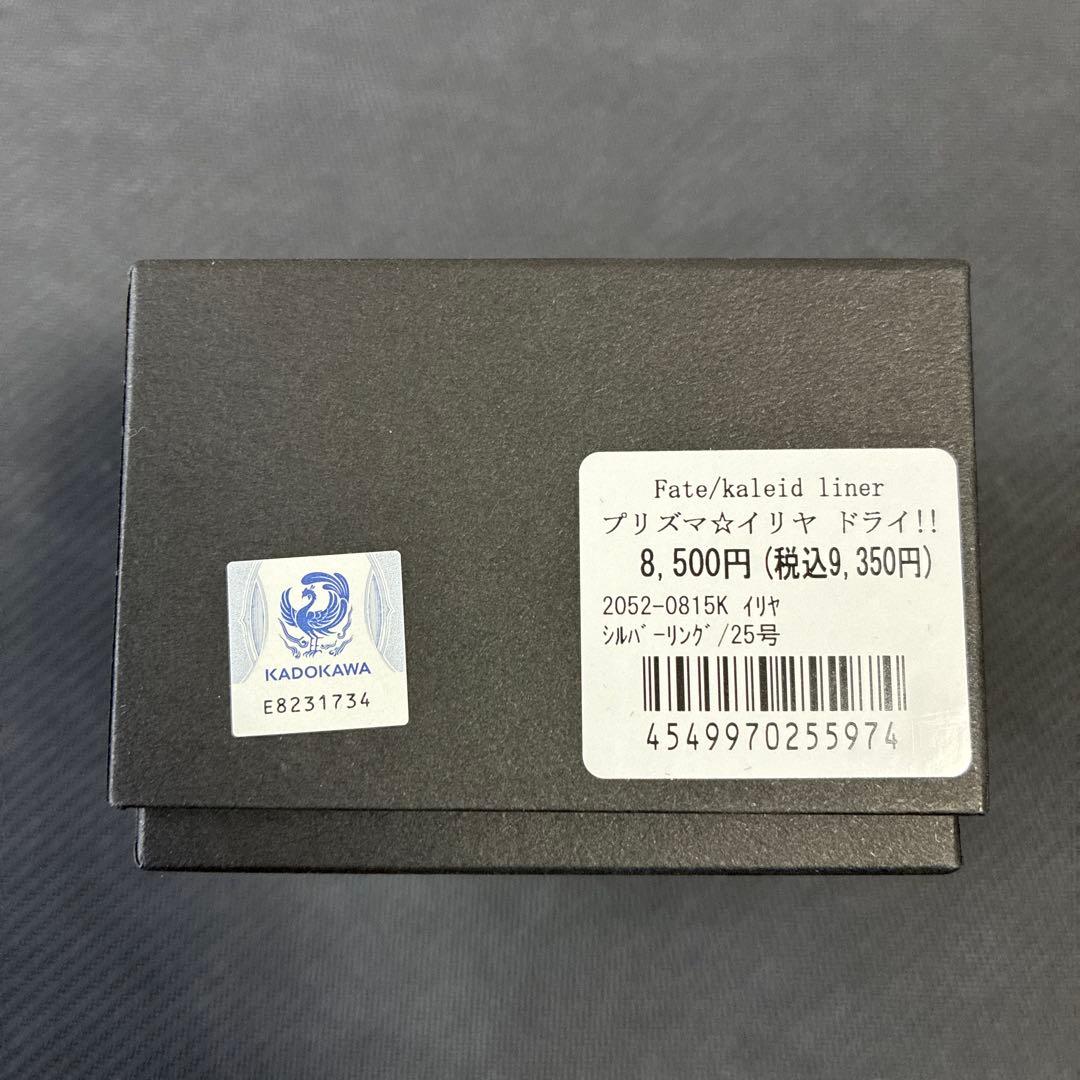 Fate/kaleid liner
プリズマ☆イリヤ ドライ!!
8,500円(税込9,350円)
2052-0815K ｲﾘﾔ
ｼﾙﾊﾞｰﾘﾝｸﾞ/25号
4549970255974
KADOKAWA
E8231734